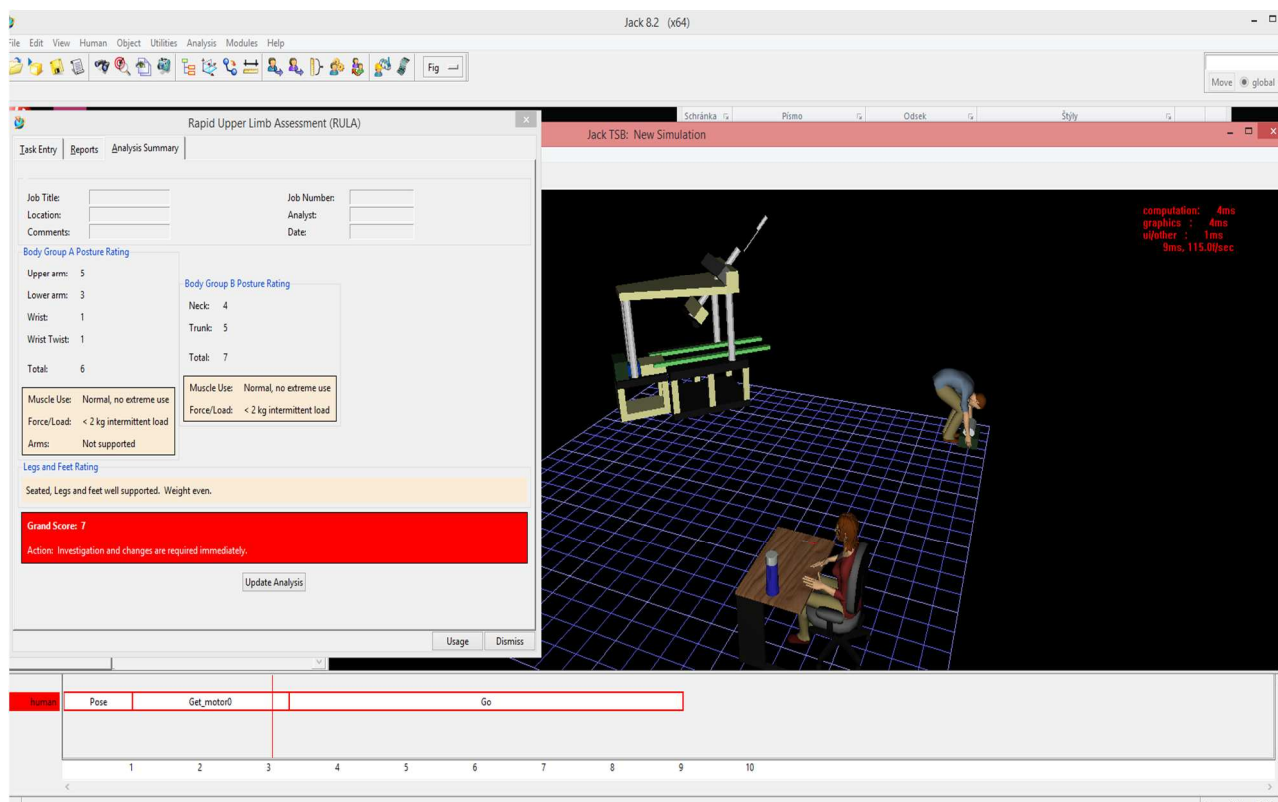 Jack 8.2 (x64)
File Edit View Human Object Utilities Analysis Modules Help
Fig
Move global
Schránka Písmo Odsek Štýly
Rapid Upper Limb Assessment (RULA)
Jack TSB: New Simulation
Task Entry Reports Analysis Summary
Job Title: Job Number:
Location: Analyst:
Comments: Date:
Body Group A Posture Rating
Upper arm: 5
Lower arm: 3
Wrist: 1
Wrist Twist: 1
Total: 6
Muscle Use: Normal, no extreme use
Force/Load: < 2 kg intermittent load
Arms: Not supported
Body Group B Posture Rating
Neck: 4
Trunk: 5
Total: 7
Muscle Use: Normal, no extreme use
Force/Load: < 2 kg intermittent load
Legs and Feet Rating
Seated, Legs and feet well supported. Weight even.
Grand Score: 7
Action: Investigation and changes are required immediately.
Update Analysis
Usage Dismiss
computation: 4ms
graphics : 4ms
ui/other : 1ms
9ms, 115.0f/sec
human Pose Get_motor0 Go
1 2 3 4 5 6 7 8 9 10